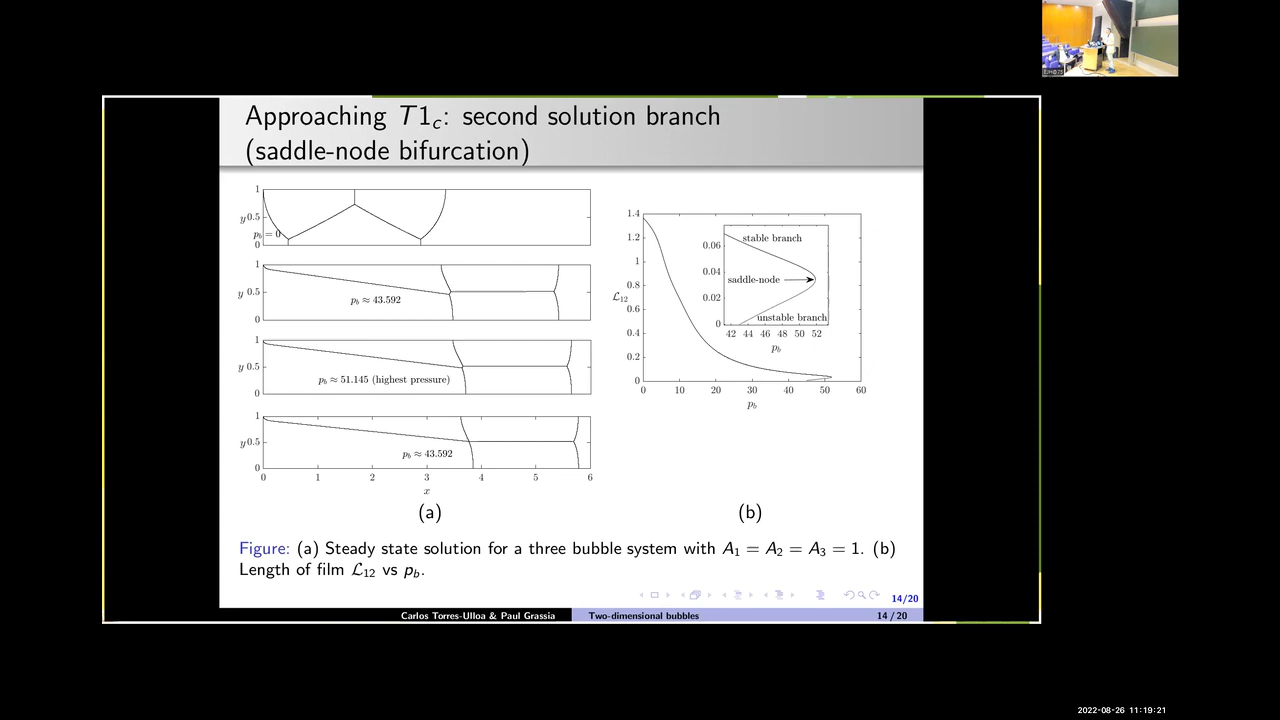 Approaching T1c: second solution branch
(saddle-node bifurcation)
1
y 0.5
pb = 0
0
1
y 0.5
pb ≈ 43.592
0
1
y 0.5
pb ≈ 51.145 (highest pressure)
0
1
y 0.5
pb ≈ 43.592
0
0 1 2 3 4 5 6
x
(a)
1.4
1.2
1
0.8
ℒ12
0.6
0.4
0.2
0
0 10 20 30 40 50 60
pb
stable branch
0.06
saddle-node
0.04
0.02
unstable branch
0
42 44 46 48 50 52
pb
(b)
Figure: (a) Steady state solution for a three bubble system with A1 = A2 = A3 = 1. (b)
Length of film ℒ12 vs pb.
14/20
Carlos Torres-Ulloa & Paul Grassia Two-dimensional bubbles 14 / 20
2022-08-26 11:19:21